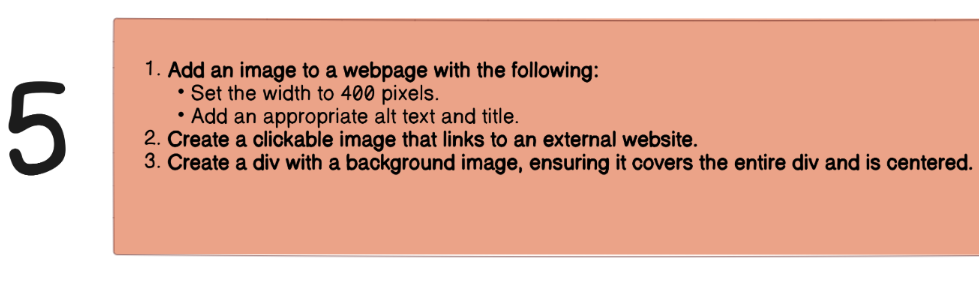 5
1. Add an image to a webpage with the following:
• Set the width to 400 pixels.
• Add an appropriate alt text and title.
2. Create a clickable image that links to an external website.
3. Create a div with a background image, ensuring it covers the entire div and is centered.